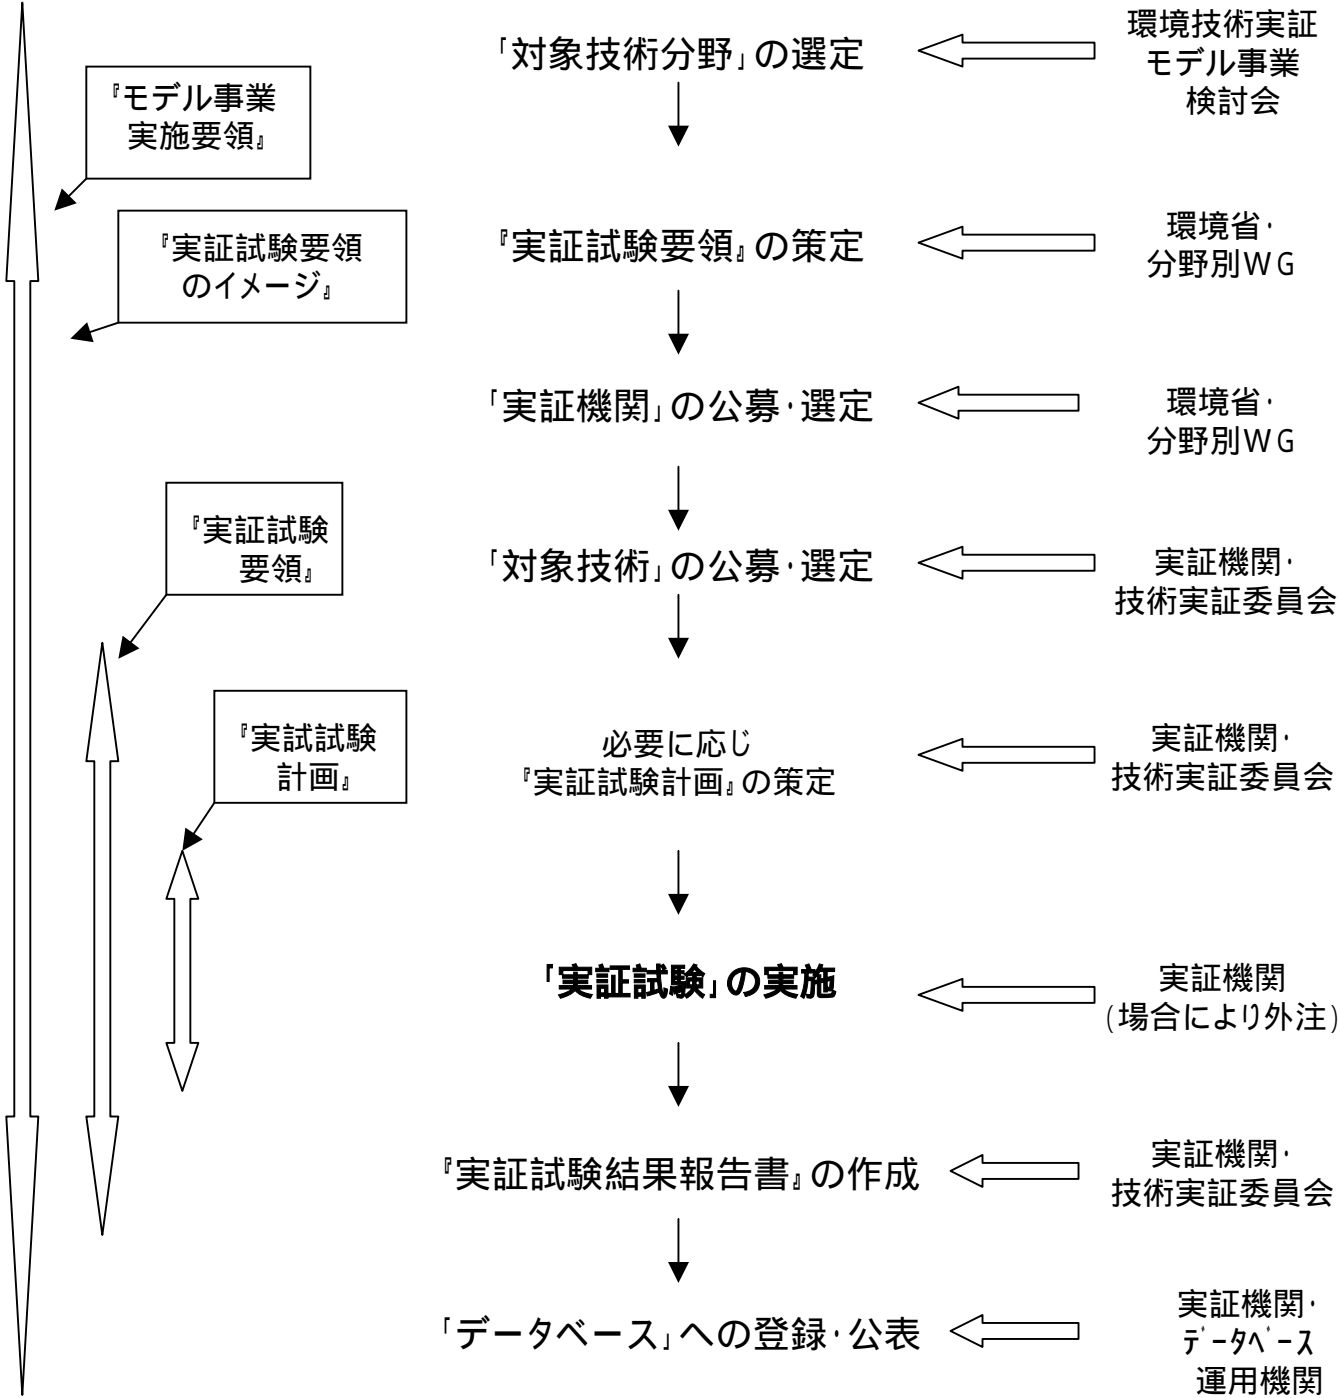 「対象技術分野」の選定
環境技術実証
モデル事業
検討会
『モデル事業
実施要領』
『実証試験要領
のイメージ』
『実証試験要領』の策定
環境省・
分野別WG
「実証機関」の公募・選定
環境省・
分野別WG
『実証試験
要領』
「対象技術」の公募・選定
実証機関・
技術実証委員会
『実試試験
計画』
必要に応じ
『実証試験計画』の策定
実証機関・
技術実証委員会
「実証試験」の実施
実証機関
(場合により外注)
『実証試験結果報告書』の作成
実証機関・
技術実証委員会
「データベース」への登録・公表
実証機関・
ﾃﾞｰﾀﾍﾞｰｽ
運用機関